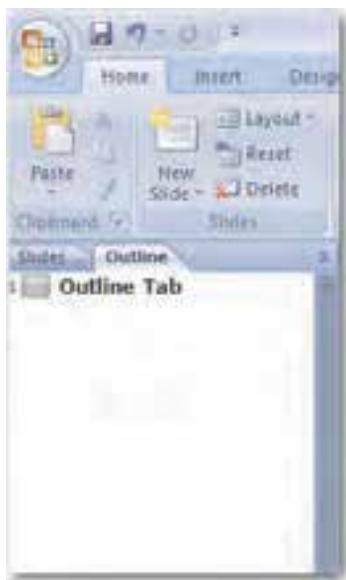 Home Insert Design
Layout
Reset
Paste New Slide Delete
Clipboard Slides
Slides Outline
1 Outline Tab